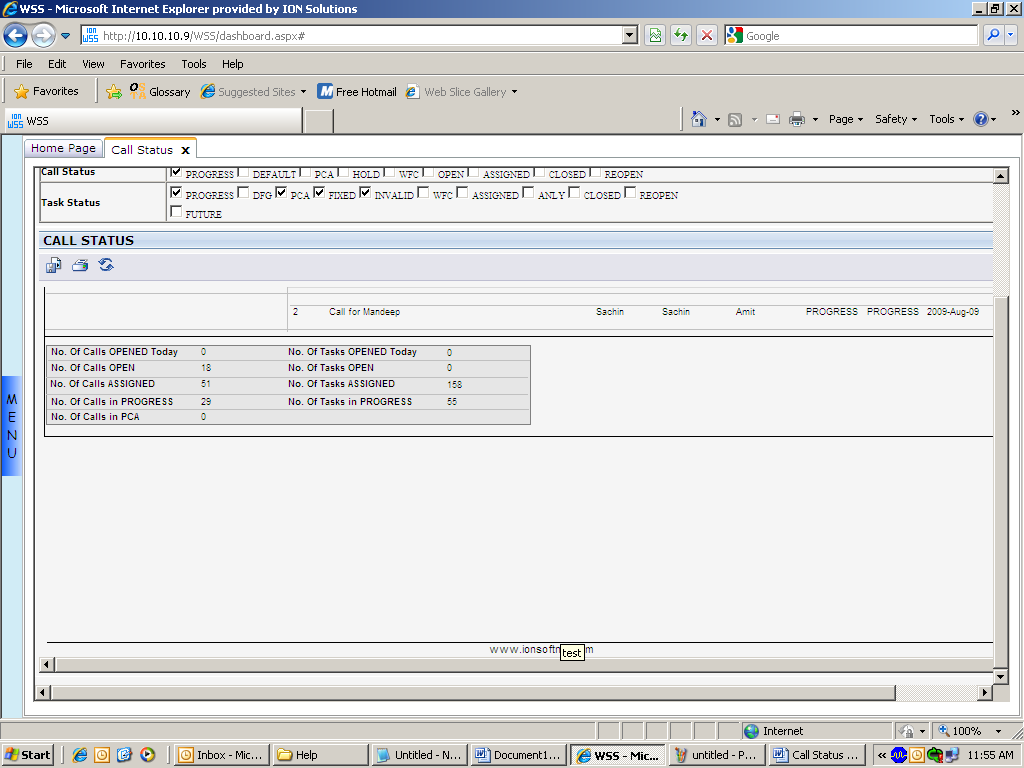 WSS - Microsoft Internet Explorer provided by ION Solutions
ION WSS http://10.10.10.9/WSS/dashboard.aspx# Google
File Edit View Favorites Tools Help
Favorites Glossary Suggested Sites Free Hotmail Web Slice Gallery
ION WSS WSS Page Safety Tools »
Home Page Call Status x
Call Status PROGRESS DEFAULT PCA HOLD WFC OPEN ASSIGNED CLOSED REOPEN
Task Status PROGRESS DFG PCA FIXED INVALID WFC ASSIGNED ANLY CLOSED REOPEN
FUTURE
CALL STATUS
2 Call for Mandeep Sachin Sachin Amit PROGRESS PROGRESS 2009-Aug-09
No. Of Calls OPENED Today 0 No. Of Tasks OPENED Today 0
No. Of Calls OPEN 18 No. Of Tasks OPEN 0
No. Of Calls ASSIGNED 51 No. Of Tasks ASSIGNED 158
No. Of Calls in PROGRESS 29 No. Of Tasks in PROGRESS 55
No. Of Calls in PCA 0
MENU
www.ionsoftn m
test
Internet 100%
Start Inbox - Mic... Help Untitled - N... Document1... WSS - Mic... untitled - P... Call Status ... « 11:55 AM